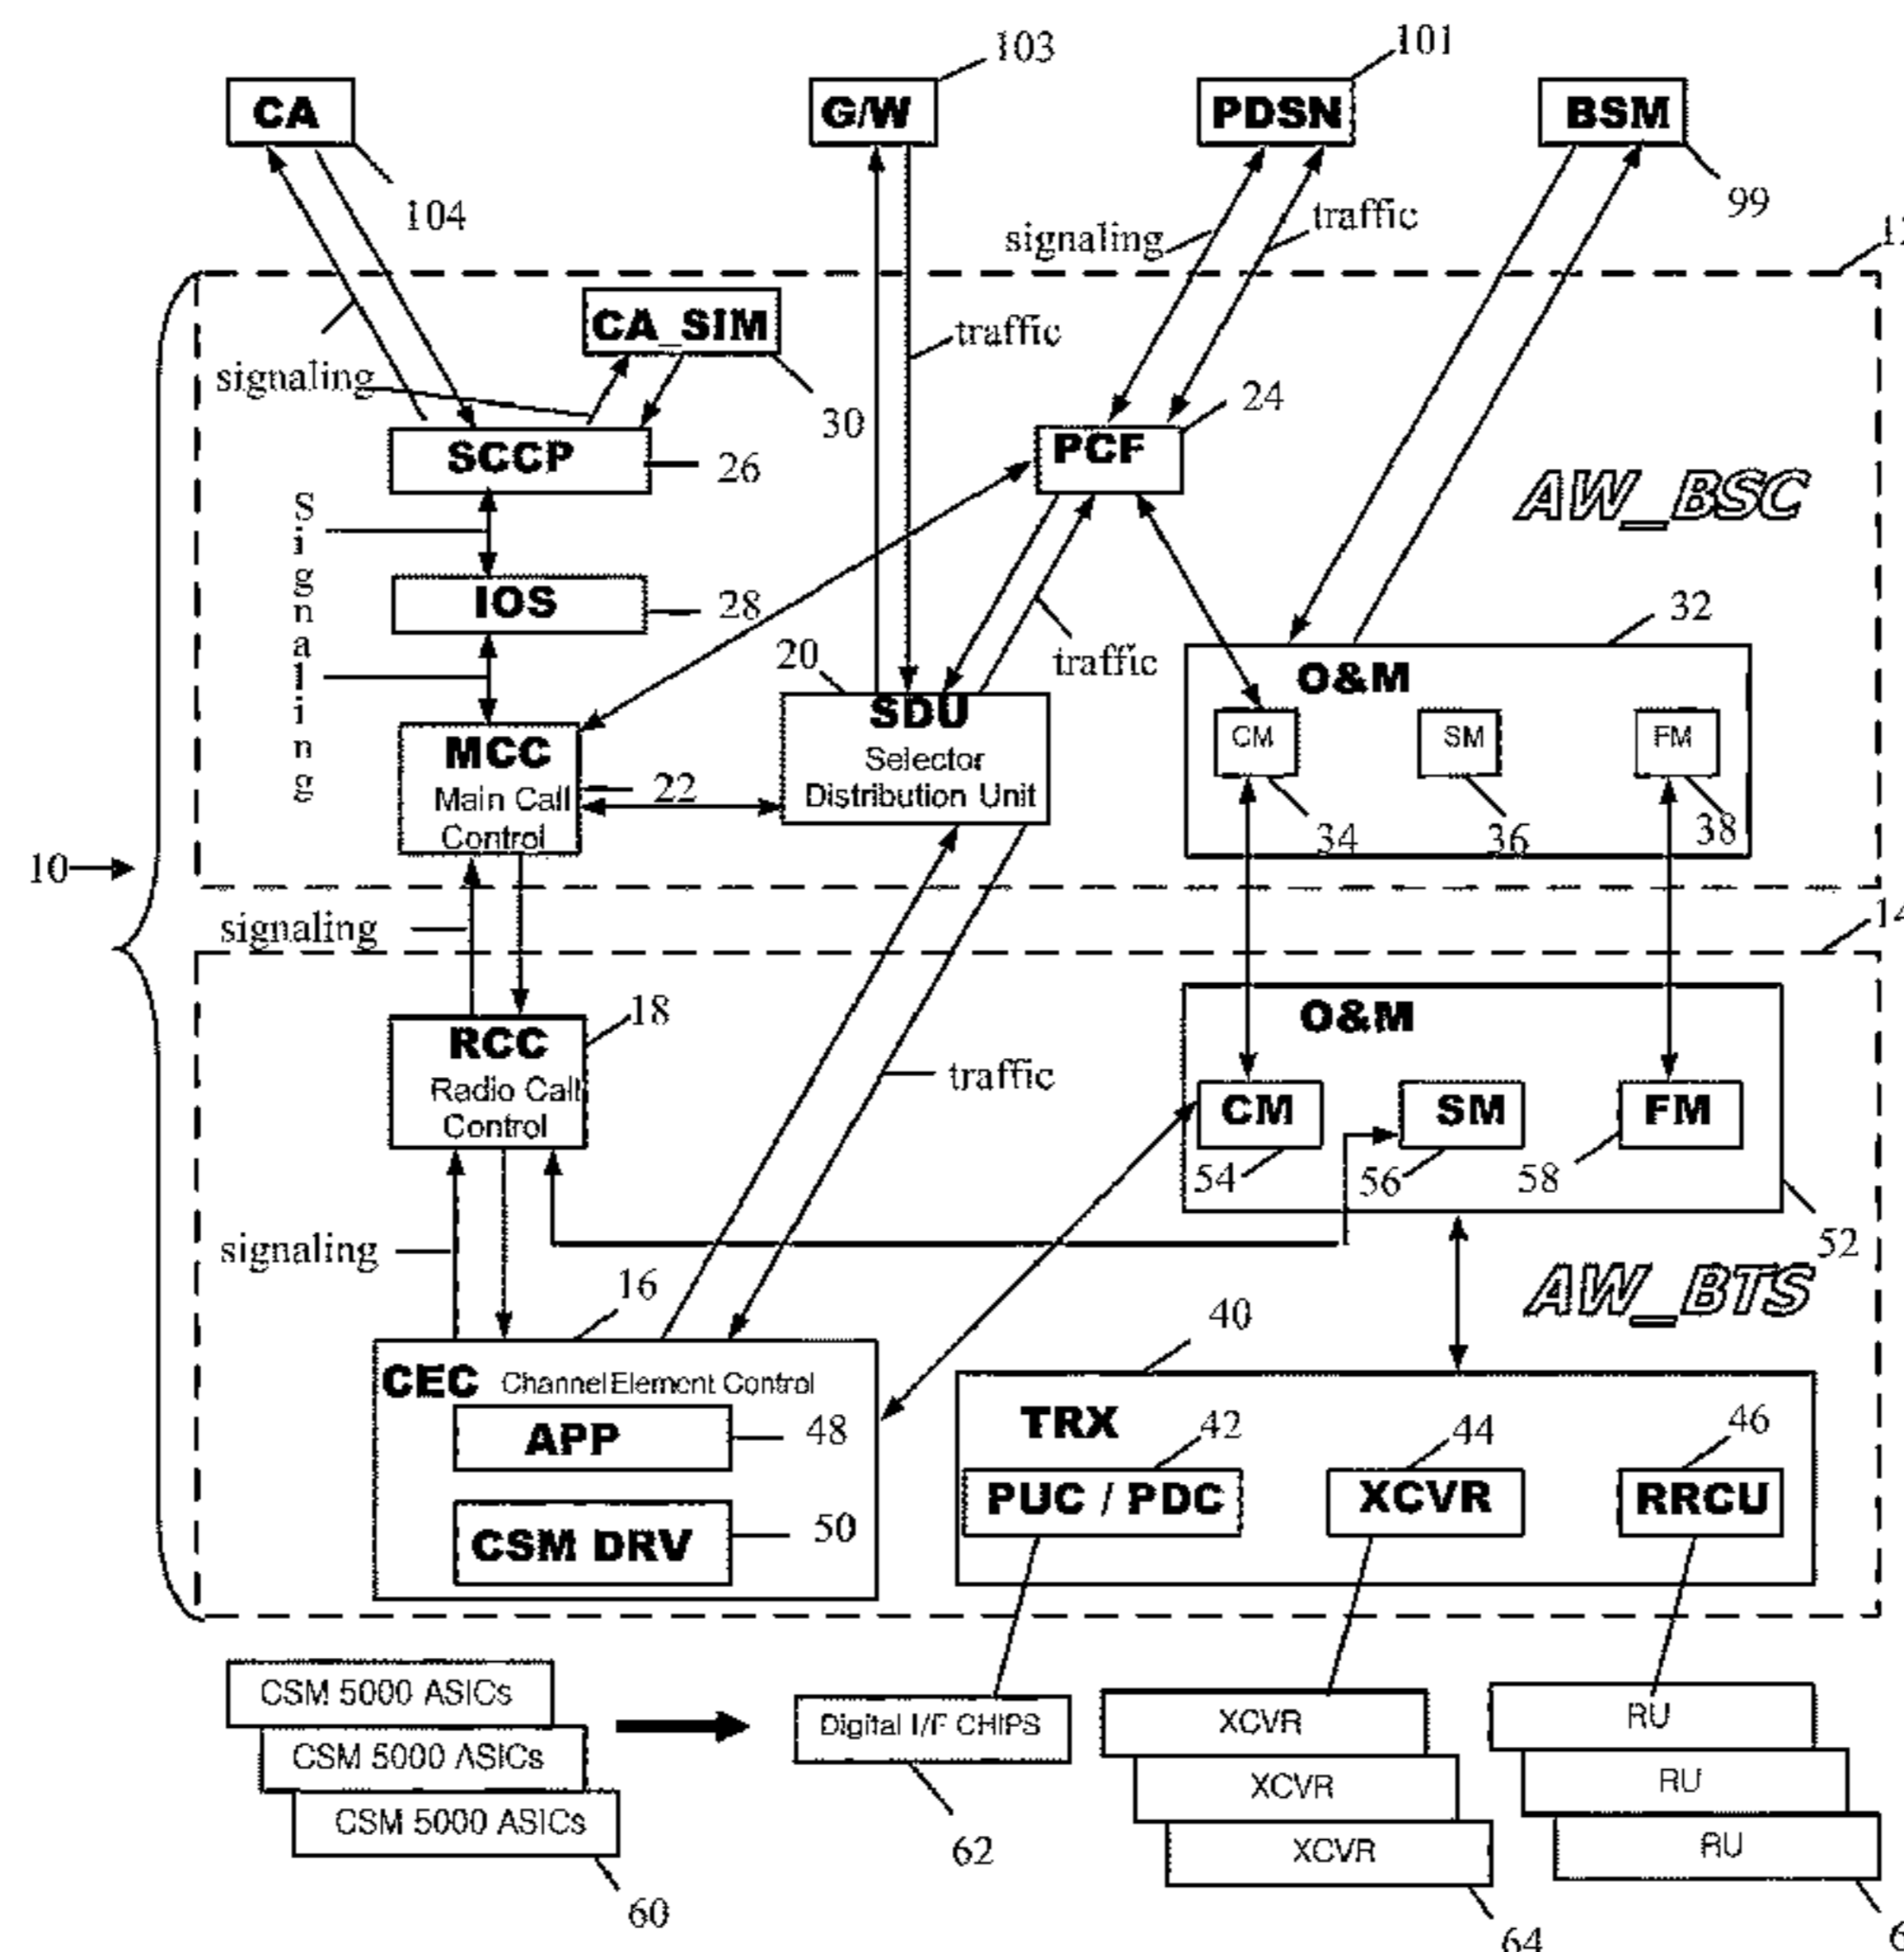 103
101
CA
G/W
PDSN
BSM
104
99
signaling
traffic
CA_SIM
traffic
signaling
30
24
SCCP
26
PCF
AW_BSC
Signaling
IOS
28
32
20
traffic
O&M
SDU
Selector
Distribution Unit
MCC
Main Call
Control
22
CM
SM
FM
34
36
38
10
signaling
14
18
O&M
RCC
Radio Call
Control
traffic
CM
SM
FM
54
56
58
signaling
52
16
AW_BTS
40
CEC Channel Element Control
APP
48
TRX
42
44
46
PUC / PDC
XCVR
RRCU
CSM DRV
50
CSM 5000 ASICs
CSM 5000 ASICs
CSM 5000 ASICs
Digital I/F CHIPS
XCVR
XCVR
XCVR
RU
RU
RU
62
60
64